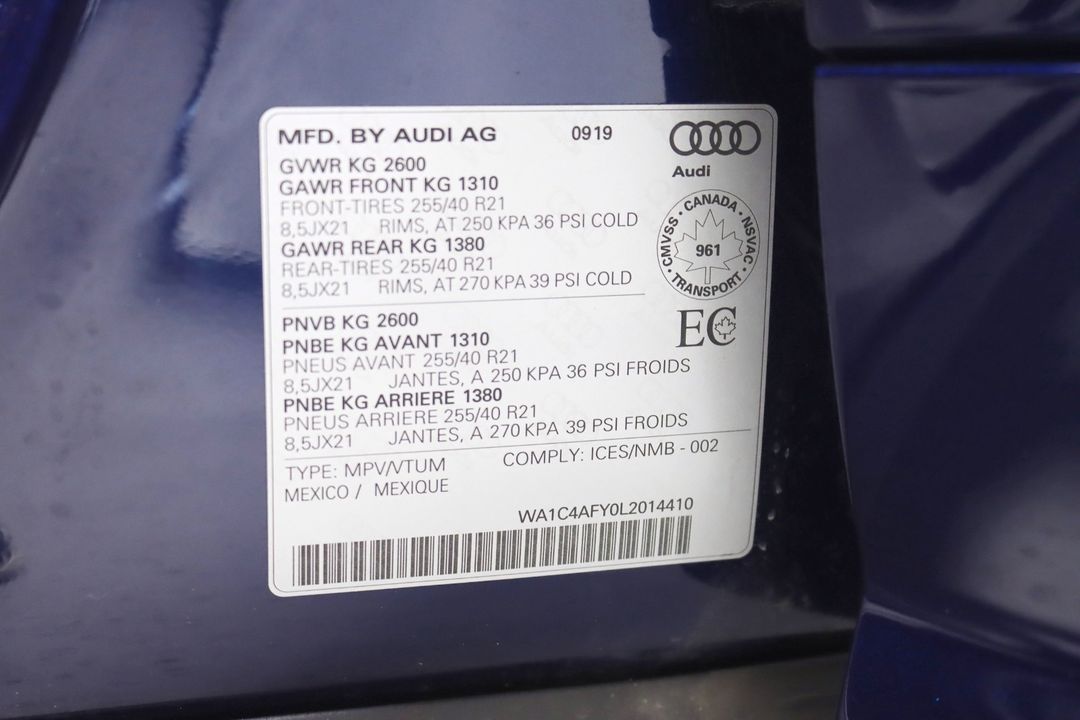 MFD. BY AUDI AG 0919
Audi
GVWR KG 2600
GAWR FRONT KG 1310
FRONT-TIRES 255/40 R21
8,5JX21 RIMS, AT 250 KPA 36 PSI COLD
GAWR REAR KG 1380
REAR-TIRES 255/40 R21
8,5JX21 RIMS, AT 270 KPA 39 PSI COLD
CMVSS • CANADA • NSVAC • TRANSPORT •
961
EC
PNVB KG 2600
PNBE KG AVANT 1310
PNEUS AVANT 255/40 R21
8,5JX21 JANTES, A 250 KPA 36 PSI FROIDS
PNBE KG ARRIERE 1380
PNEUS ARRIERE 255/40 R21
8,5JX21 JANTES, A 270 KPA 39 PSI FROIDS
TYPE: MPV/VTUM COMPLY: ICES/NMB - 002
MEXICO / MEXIQUE
WA1C4AFY0L2014410